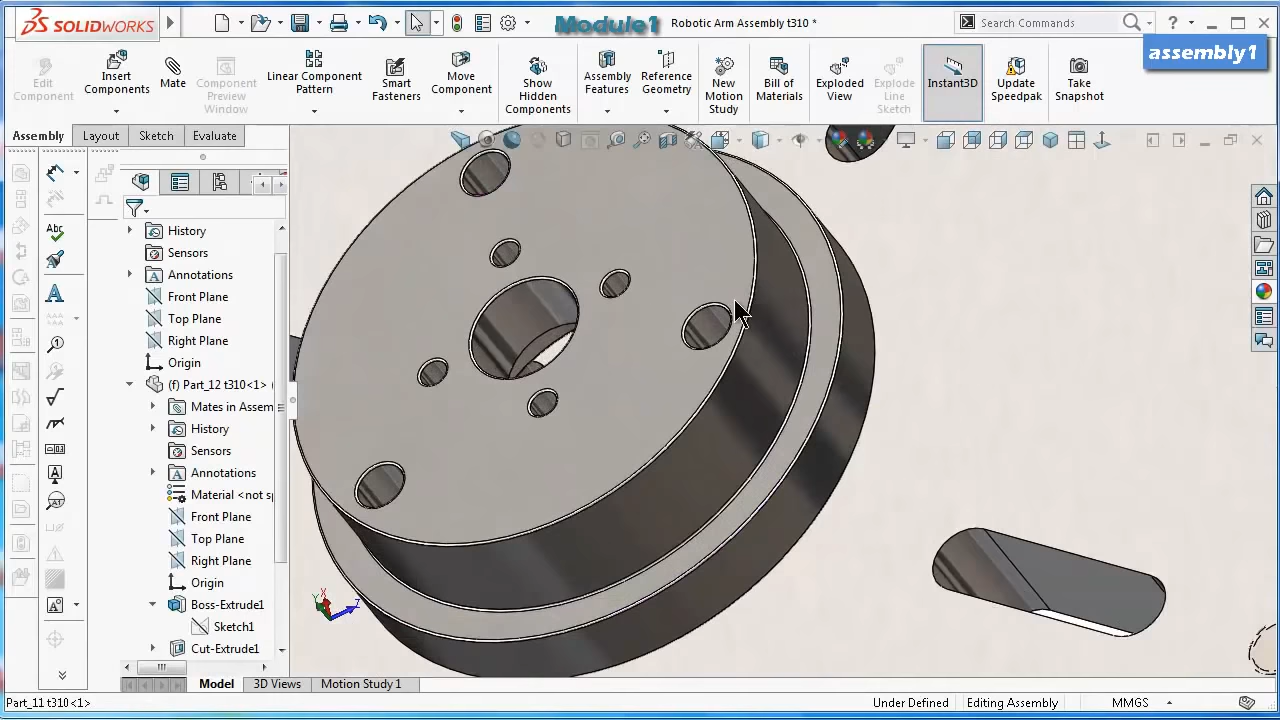 SOLIDWORKS
Module1
Robotic Arm Assembly t310 *
Search Commands
?
assembly1
Edit
Component
Insert
Components
Mate
Component
Preview
Window
Linear Component
Pattern
Smart
Fasteners
Move
Component
Show
Hidden
Components
Assembly
Features
Reference
Geometry
New
Motion
Study
Bill of
Materials
Exploded
View
Explode
Line
Sketch
Instant3D
Update
Speedpak
Take
Snapshot
Assembly
Layout
Sketch
Evaluate
History
Sensors
Annotations
Front Plane
Top Plane
Right Plane
Origin
(f) Part_12 t310<1> (
Mates in Assem
History
Sensors
Annotations
Material <not sp
Front Plane
Top Plane
Right Plane
Origin
Boss-Extrude1
Sketch1
Cut-Extrude1
Model
3D Views
Motion Study 1
Part_11 t310<1>
Under Defined
Editing Assembly
MMGS